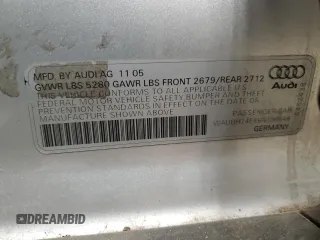 MFD. BY AUDI AG 11 05
GVWR LBS 5280 GAWR LBS FRONT 2679/REAR 2712
THIS VEHICLE CONFORMS TO ALL APPLICABLE U.S.
FEDERAL MOTOR VEHICLE SAFETY BUMPER AND THEFT
PREVENTION STANDARDS IN EFFECT ON THE DATE OF
MANUFACTURE SHOWN ABOVE
Audi
PASSENGER CAR
GERMANY
DREAMBID